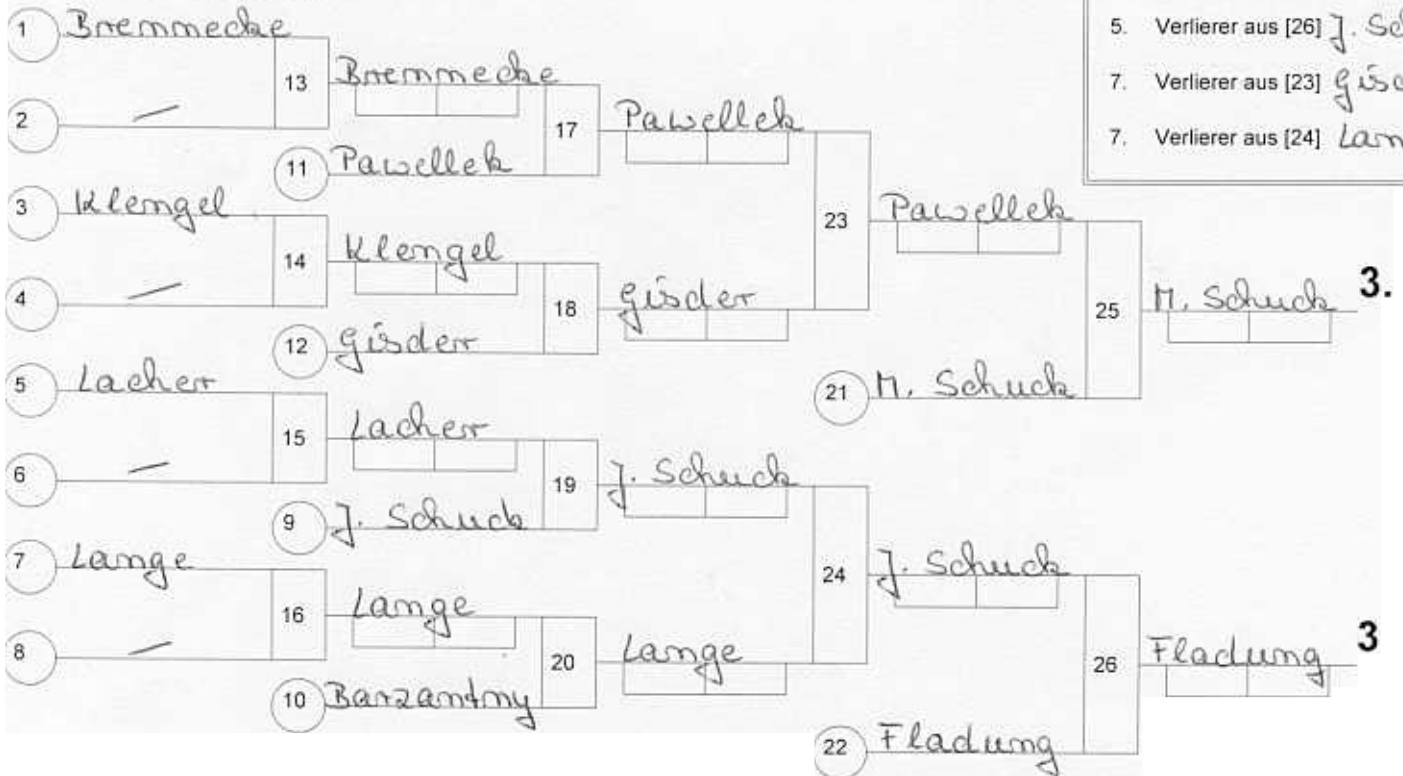 1 Bremmecke
13 Bremmecke
2 —
17 Pawellek
11 Pawellek
3 Klengel
23 Pawellek
14 Klengel
4 —
18 Gisder
12 Gisder
25 M. Schuck 3.
5 Lacher
21 M. Schuck
15 Lacher
6 —
19 J. Schuck
9 J. Schuck
7 Lange
24 J. Schuck
16 Lange
8 —
20 Lange
10 Barzantny
26 Fladung 3
22 Fladung
5. Verlierer aus [26] J. Sc
7. Verlierer aus [23] Gisd
7. Verlierer aus [24] Lan